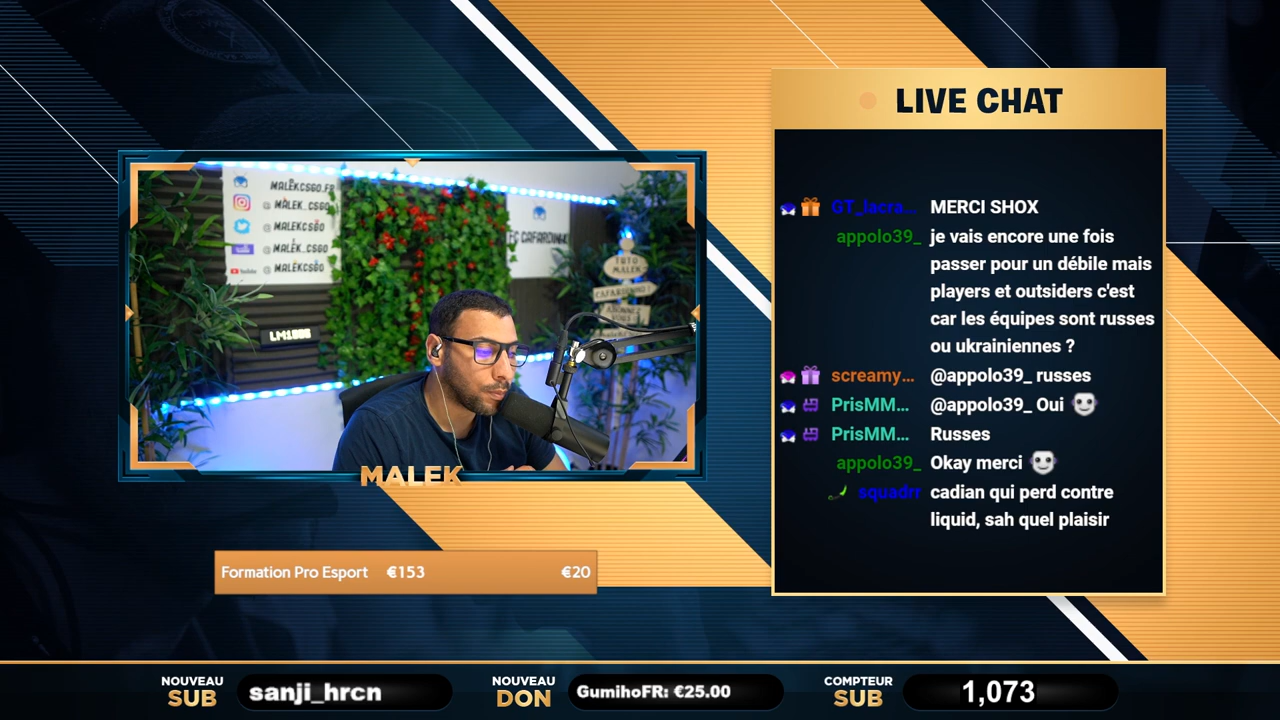 LIVE CHAT
MALEKCSGO.FR
@ MALEK_CSGO
@ MALEKCSGO
@ MALEK_CSGO
YouTube @ MALEKCSGO
TUTO
MALEK
MALEK
GT_lacra... MERCI SHOX
appolo39_ je vais encore une fois
passer pour un débile mais
players et outsiders c'est
car les équipes sont russes
ou ukrainiennes ?
screamy... @appolo39_ russes
PrisMM... @appolo39_ Oui
PrisMM... Russes
appolo39_ Okay merci
squadrr cadian qui perd contre
liquid, sah quel plaisir
Formation Pro Esport €153 €20
NOUVEAU
SUB
sanji_hrcn
NOUVEAU
DON
GumihoFR: €25.00
COMPTEUR
SUB
1,073